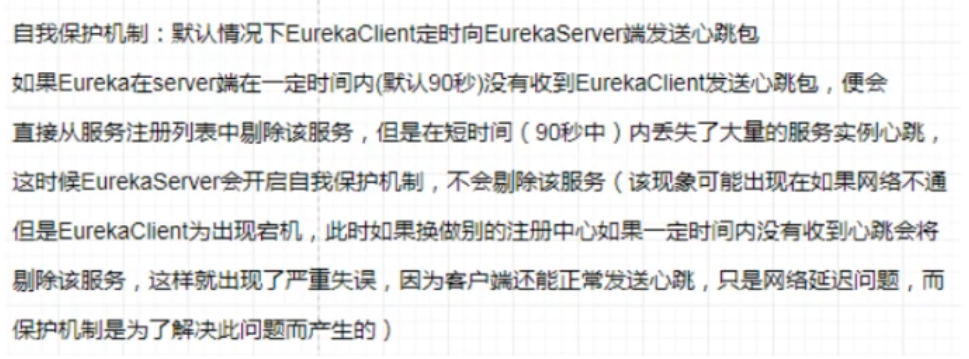 自我保护机制：默认情况下EurekaClient定时向EurekaServer端发送心跳包
如果Eureka在server端在一定时间内(默认90秒)没有收到EurekaClient发送心跳包，便会
直接从服务注册列表中剔除该服务，但是在短时间（90秒中）内丢失了大量的服务实例心跳，
这时候EurekaServer会开启自我保护机制，不会剔除该服务（该现象可能出现在如果网络不通
但是EurekaClient为出现宕机，此时如果换做别的注册中心如果一定时间内没有收到心跳会将
剔除该服务，这样就出现了严重失误，因为客户端还能正常发送心跳，只是网络延迟问题，而
保护机制是为了解决此问题而产生的）